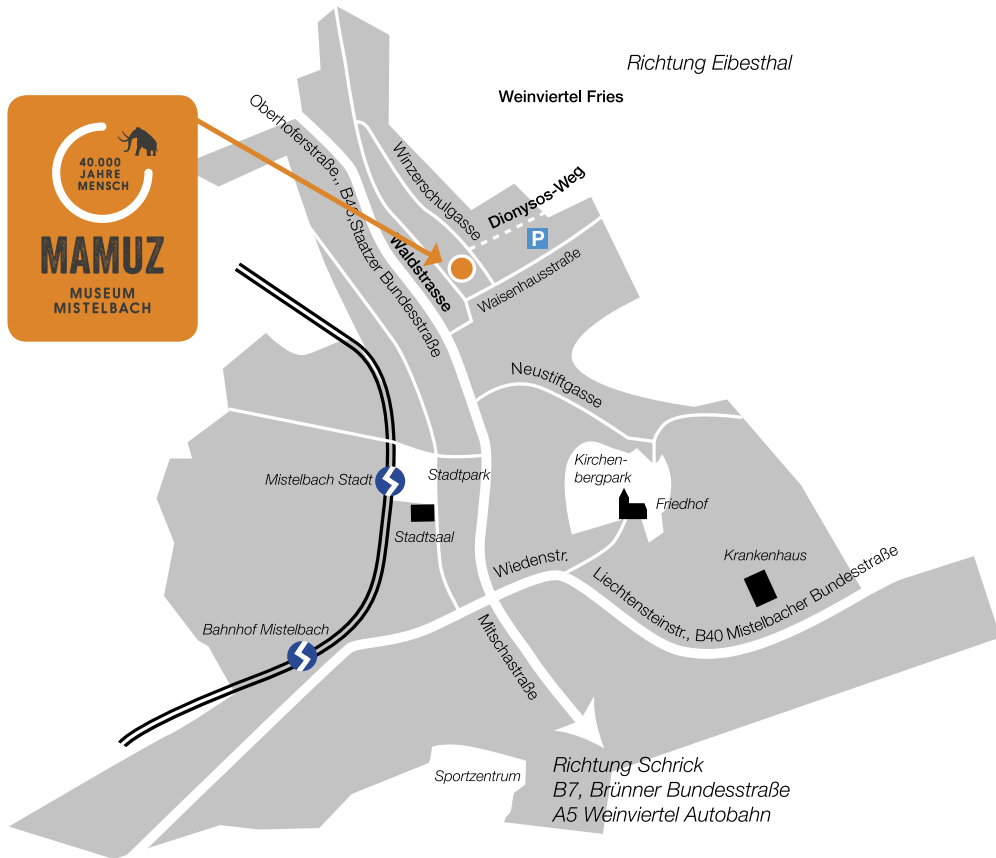 Richtung Eibesthal
Weinviertel Fries
40.000
JAHRE
MENSCH
MAMUZ
MUSEUM
MISTELBACH
Oberhoferstraße,, B46,Staatzer Bundesstraße
Winzerschulgasse
Dionysos-Weg
P
Waldstrasse
Waisenhausstraße
Neustiftgasse
Kirchen-
bergpark
Mistelbach Stadt
Stadtpark
Friedhof
Stadtsaal
Krankenhaus
Wiedenstr.
Liechtensteinstr., B40 Mistelbacher Bundesstraße
Bahnhof Mistelbach
Mitschastraße
Sportzentrum
Richtung Schrick
B7, Brünner Bundesstraße
A5 Weinviertel Autobahn